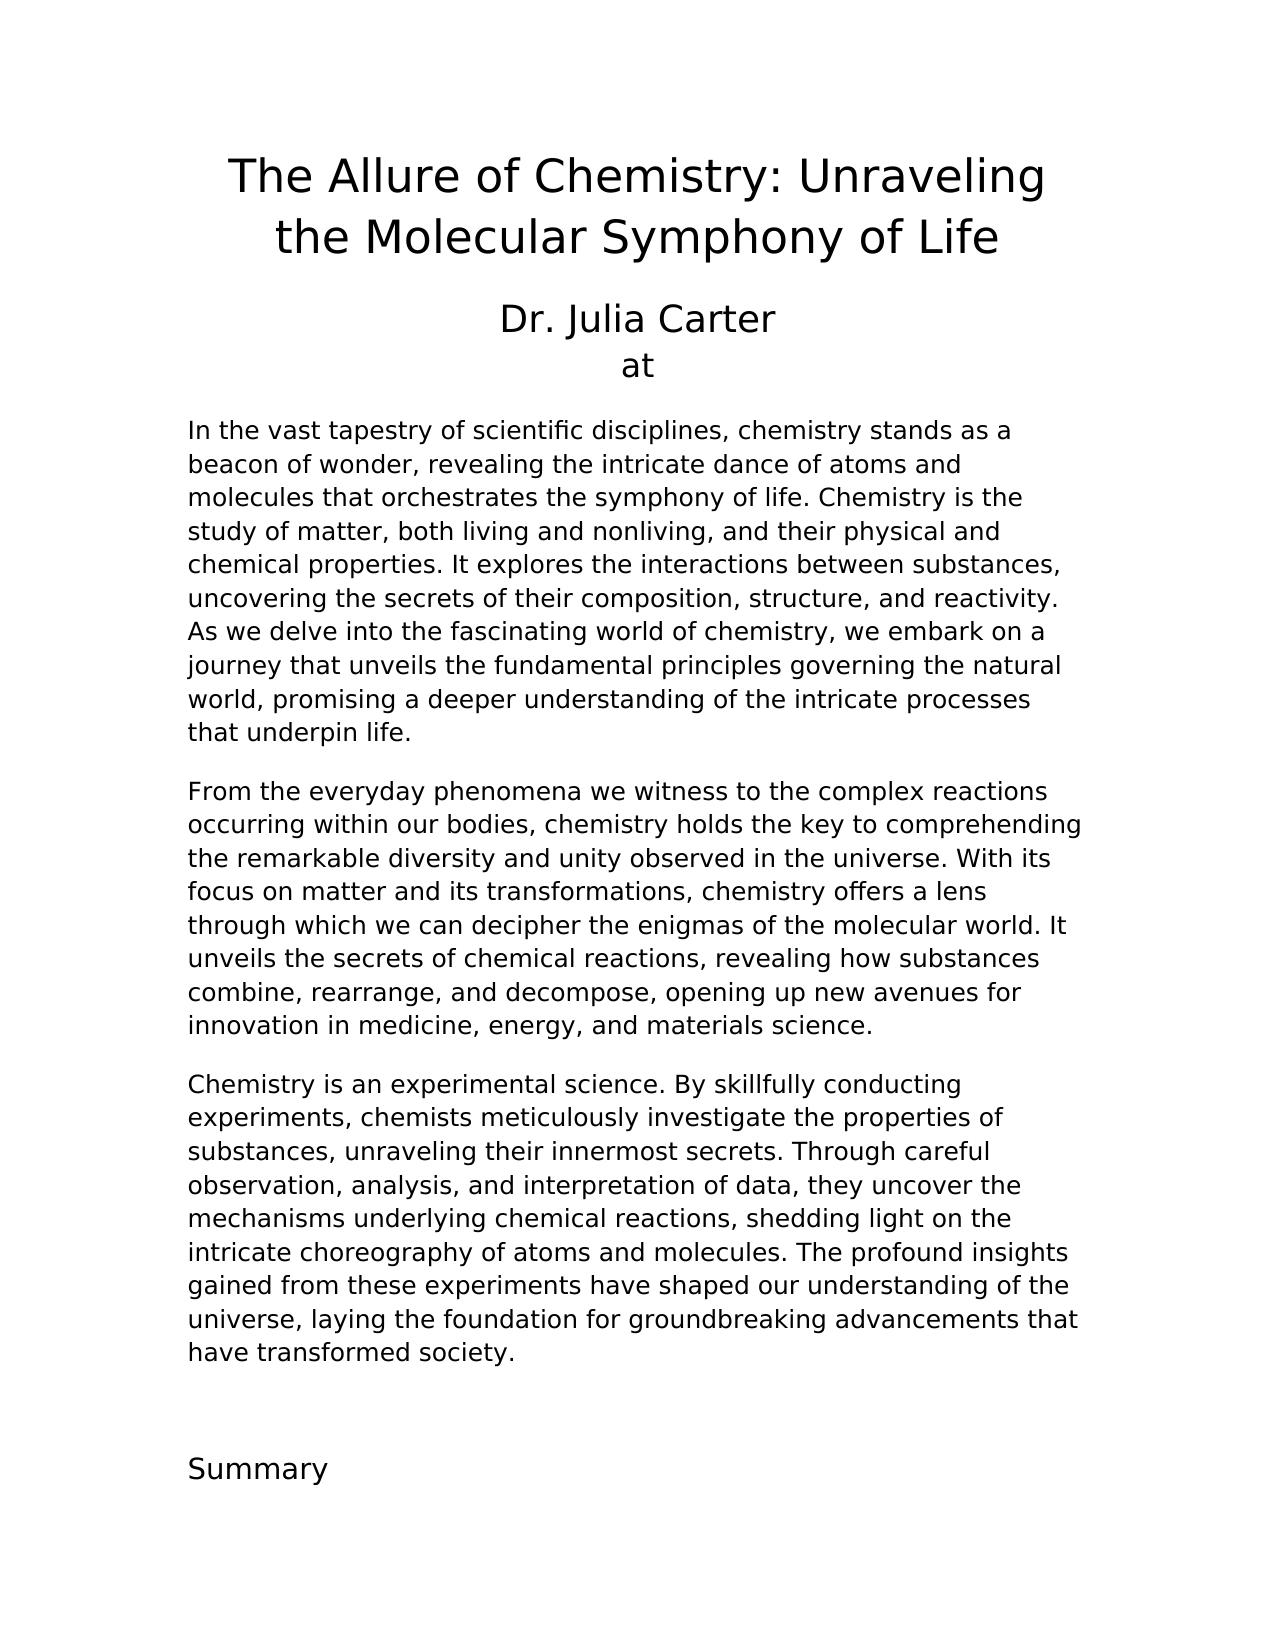 The Allure of Chemistry: Unraveling
the Molecular Symphony of Life
Dr. Julia Carter
at
In the vast tapestry of scientific disciplines, chemistry stands as a
beacon of wonder, revealing the intricate dance of atoms and
molecules that orchestrates the symphony of life. Chemistry is the
study of matter, both living and nonliving, and their physical and
chemical properties. It explores the interactions between substances,
uncovering the secrets of their composition, structure, and reactivity.
As we delve into the fascinating world of chemistry, we embark on a
journey that unveils the fundamental principles governing the natural
world, promising a deeper understanding of the intricate processes
that underpin life.
From the everyday phenomena we witness to the complex reactions
occurring within our bodies, chemistry holds the key to comprehending
the remarkable diversity and unity observed in the universe. With its
focus on matter and its transformations, chemistry offers a lens
through which we can decipher the enigmas of the molecular world. It
unveils the secrets of chemical reactions, revealing how substances
combine, rearrange, and decompose, opening up new avenues for
innovation in medicine, energy, and materials science.
Chemistry is an experimental science. By skillfully conducting
experiments, chemists meticulously investigate the properties of
substances, unraveling their innermost secrets. Through careful
observation, analysis, and interpretation of data, they uncover the
mechanisms underlying chemical reactions, shedding light on the
intricate choreography of atoms and molecules. The profound insights
gained from these experiments have shaped our understanding of the
universe, laying the foundation for groundbreaking advancements that
have transformed society.
Summary